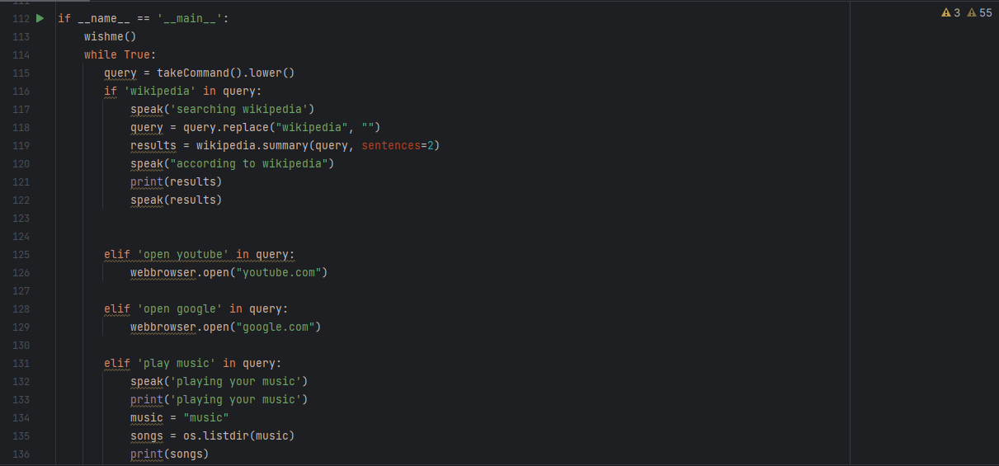 3 55
112 if __name__ == '__main__':
113 wishme()
114 while True:
115 query = takeCommand().lower()
116 if 'wikipedia' in query:
117 speak('searching wikipedia')
118 query = query.replace("wikipedia", "")
119 results = wikipedia.summary(query, sentences=2)
120 speak("according to wikipedia")
121 print(results)
122 speak(results)
123
124
125 elif 'open youtube' in query:
126 webbrowser.open("youtube.com")
127
128 elif 'open google' in query:
129 webbrowser.open("google.com")
130
131 elif 'play music' in query:
132 speak('playing your music')
133 print('playing your music')
134 music = "music"
135 songs = os.listdir(music)
136 print(songs)